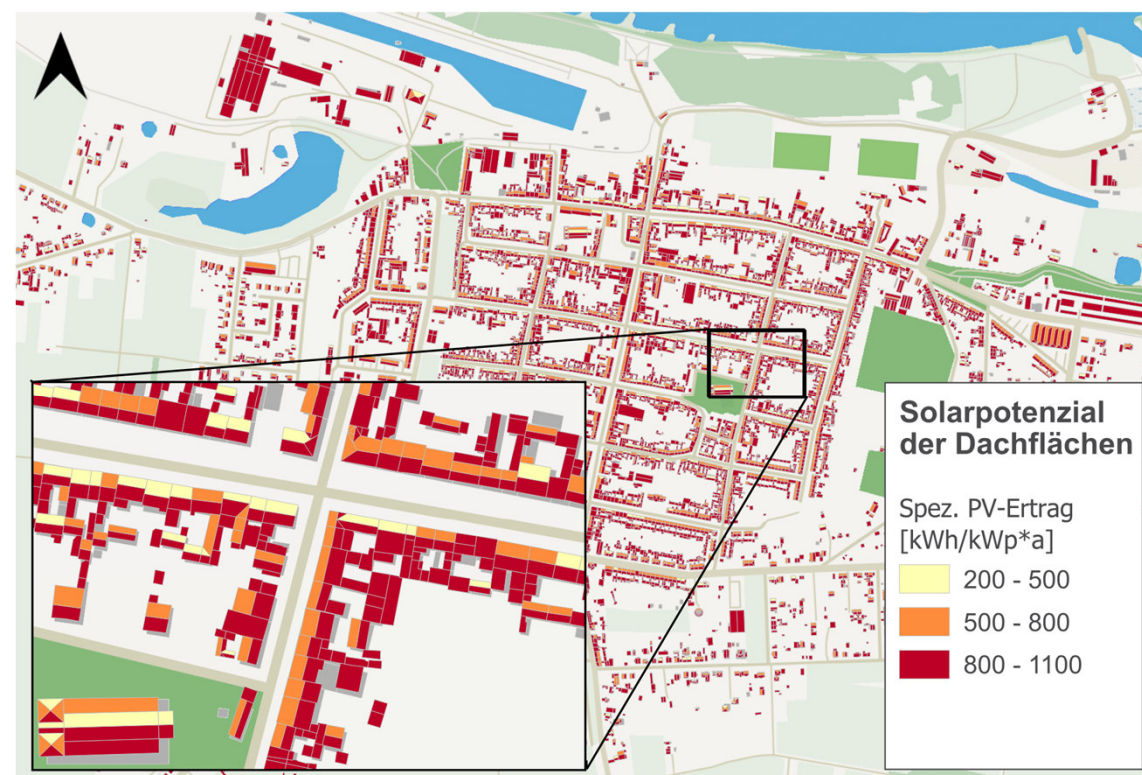 Solarpotenzial
der Dachflächen
Spez. PV-Ertrag
[kWh/kWp*a]
200 - 500
500 - 800
800 - 1100